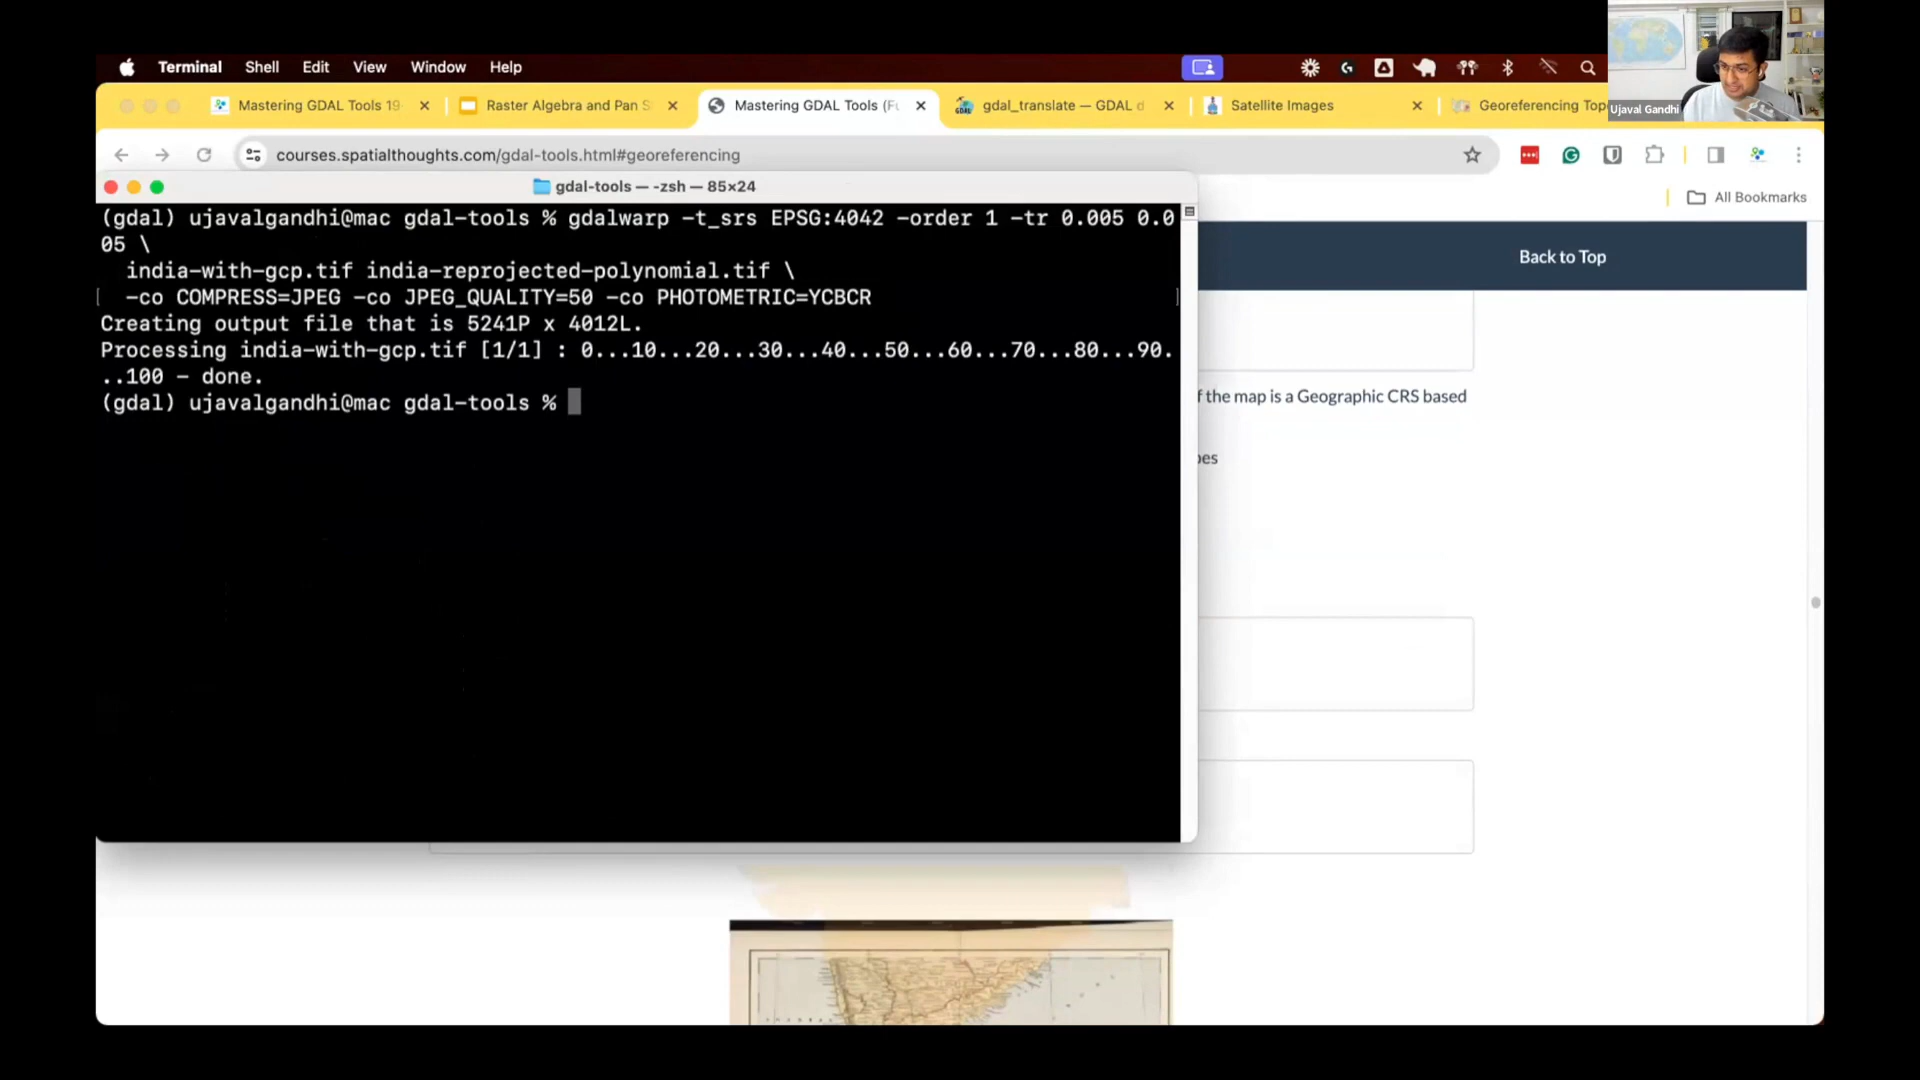 Terminal Shell Edit View Window Help
Mastering GDAL Tools 19
Raster Algebra and Pan S
Mastering GDAL Tools (Fu
gdal_translate — GDAL d
Satellite Images
Georeferencing Topo
Ujaval Gandhi
courses.spatialthoughts.com/gdal-tools.html#georeferencing
All Bookmarks
gdal-tools — -zsh — 85×24
(gdal) ujavalgandhi@mac gdal-tools % gdalwarp -t_srs EPSG:4042 -order 1 -tr 0.005 0.0
05 \
india-with-gcp.tif india-reprojected-polynomial.tif \
[ -co COMPRESS=JPEG -co JPEG_QUALITY=50 -co PHOTOMETRIC=YCBCR ]
Creating output file that is 5241P x 4012L.
Processing india-with-gcp.tif [1/1] : 0...10...20...30...40...50...60...70...80...90.
..100 - done.
(gdal) ujavalgandhi@mac gdal-tools %
Back to Top
f the map is a Geographic CRS based
pes